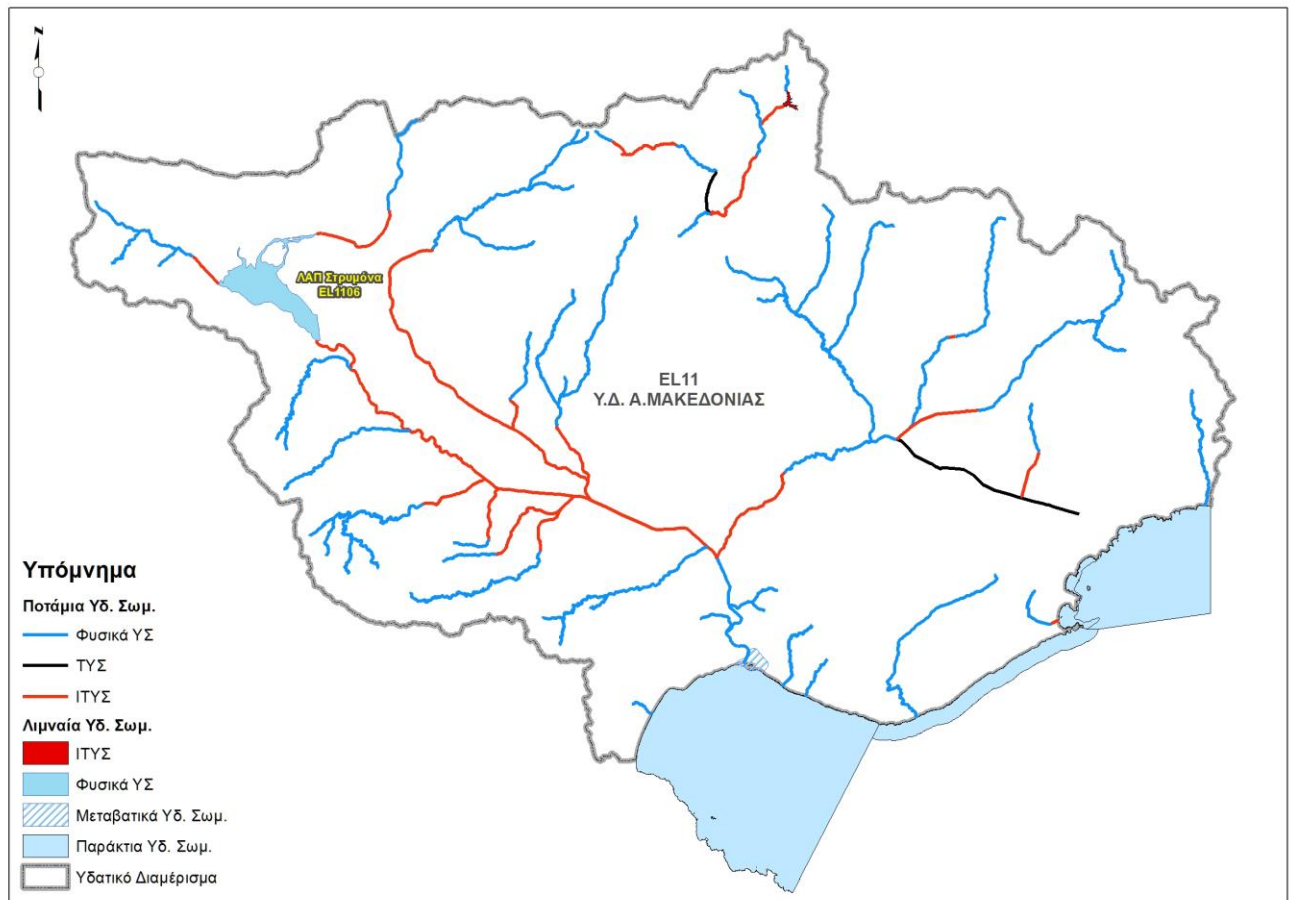 N
ΛΑΠ Στρυμόνα
EL1106
EL11
Υ.Δ. Α.ΜΑΚΕΔΟΝΙΑΣ
Υπόμνημα
Ποτάμια Υδ. Σωμ.
Φυσικά ΥΣ
ΤΥΣ
ΙΤΥΣ
Λιμναία Υδ. Σωμ.
ΙΤΥΣ
Φυσικά ΥΣ
Μεταβατικά Υδ. Σωμ.
Παράκτια Υδ. Σωμ.
Υδατικό Διαμέρισμα